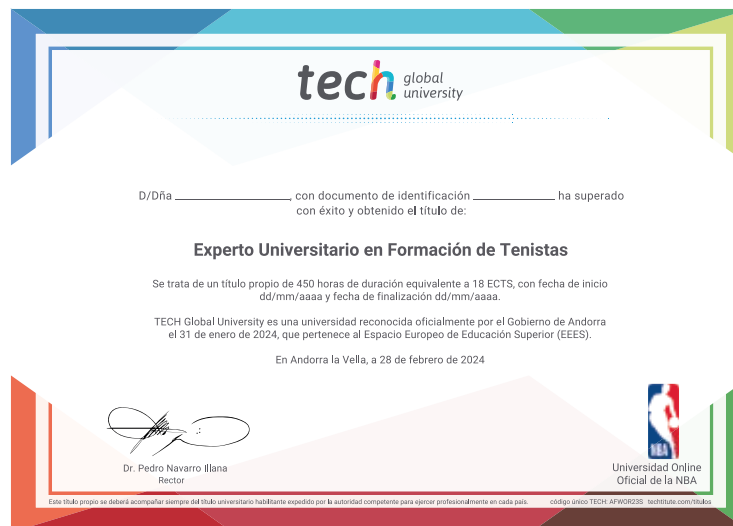 tech global university
D/Dña ____________________, con documento de identificación ______________ ha superado
con éxito y obtenido el título de:
Experto Universitario en Formación de Tenistas
Se trata de un título propio de 450 horas de duración equivalente a 18 ECTS, con fecha de inicio
dd/mm/aaaa y fecha de finalización dd/mm/aaaa.
TECH Global University es una universidad reconocida oficialmente por el Gobierno de Andorra
el 31 de enero de 2024, que pertenece al Espacio Europeo de Educación Superior (EEES).
En Andorra la Vella, a 28 de febrero de 2024
NBA
Dr. Pedro Navarro Illana
Rector
Universidad Online
Oficial de la NBA
Este título propio se deberá acompañar siempre del título universitario habilitante expedido por la autoridad competente para ejercer profesionalmente en cada país. código único TECH: AFWOR23S techtitute.com/titulos